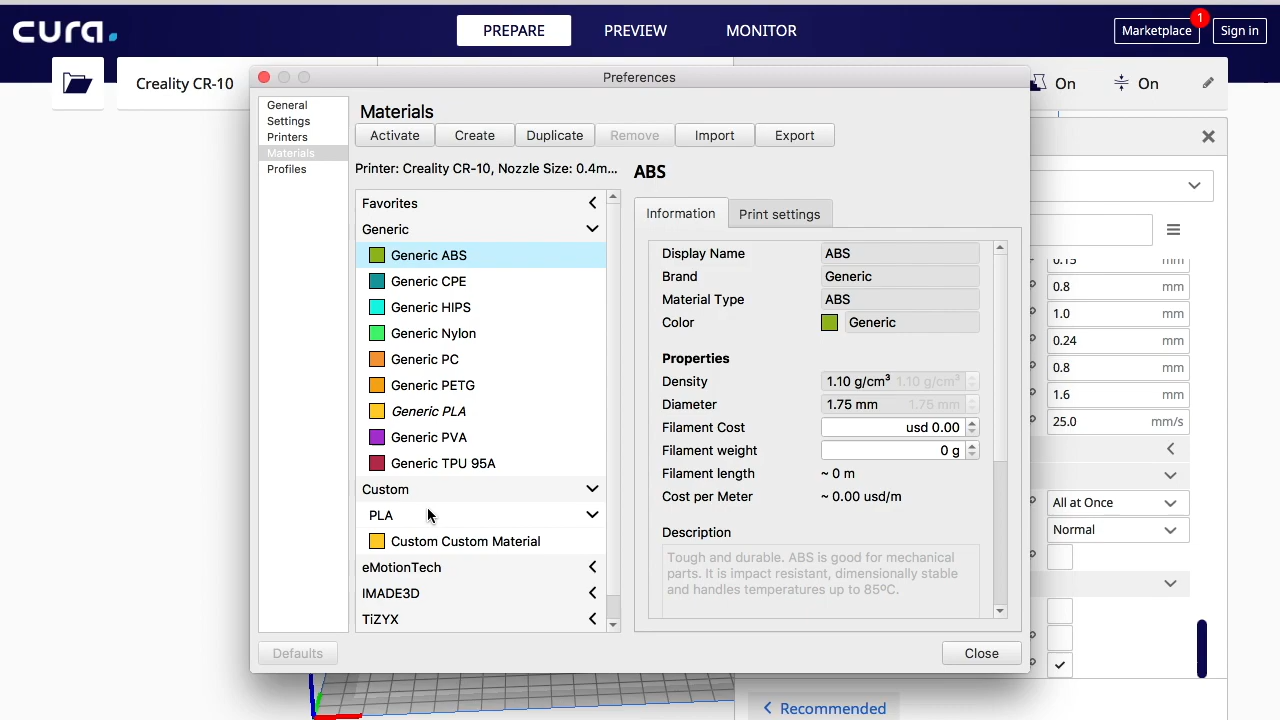 cura.
PREPARE
PREVIEW
MONITOR
Marketplace
1
Sign in
Creality CR-10
On
On
Preferences
General
Settings
Printers
Materials
Profiles
Materials
Activate
Create
Duplicate
Remove
Import
Export
Printer: Creality CR-10, Nozzle Size: 0.4m...
Favorites
Generic
Generic ABS
Generic CPE
Generic HIPS
Generic Nylon
Generic PC
Generic PETG
Generic PLA
Generic PVA
Generic TPU 95A
Custom
PLA
Custom Custom Material
eMotionTech
IMADE3D
TiZYX
Defaults
ABS
Information
Print settings
Display Name ABS
Brand Generic
Material Type ABS
Color Generic
Properties
Density 1.10 g/cm³ 1.10 g/cm³
Diameter 1.75 mm 1.75 mm
Filament Cost usd 0.00
Filament weight 0 g
Filament length ~ 0 m
Cost per Meter ~ 0.00 usd/m
Description
Tough and durable. ABS is good for mechanical
parts. It is impact resistant, dimensionally stable
and handles temperatures up to 85ºC.
Close
0.15 mm
0.8 mm
1.0 mm
0.24 mm
0.8 mm
1.6 mm
25.0 mm/s
All at Once
Normal
Recommended